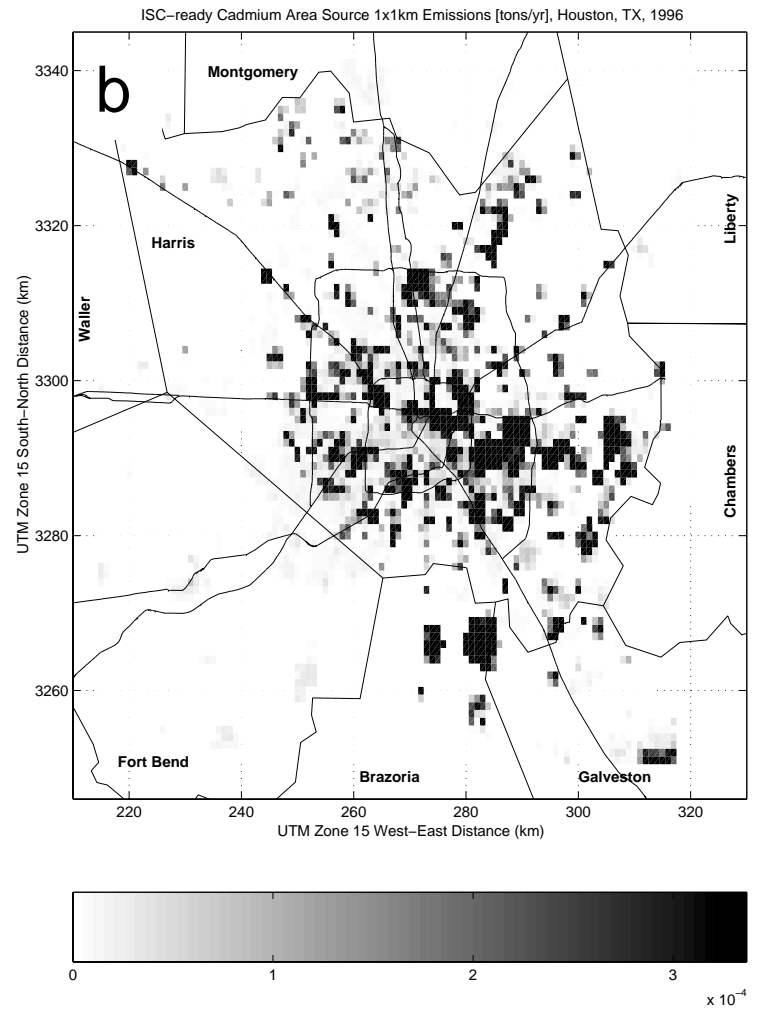 ISC−ready Cadmium Area Source 1x1km Emissions [tons/yr], Houston, TX, 1996
b
Montgomery
Harris
Waller
Liberty
Chambers
Fort Bend
Brazoria
Galveston
3340
3320
3300
3280
3260
UTM Zone 15 South−North Distance (km)
220 240 260 280 300 320
UTM Zone 15 West−East Distance (km)
0 1 2 3
x 10−4